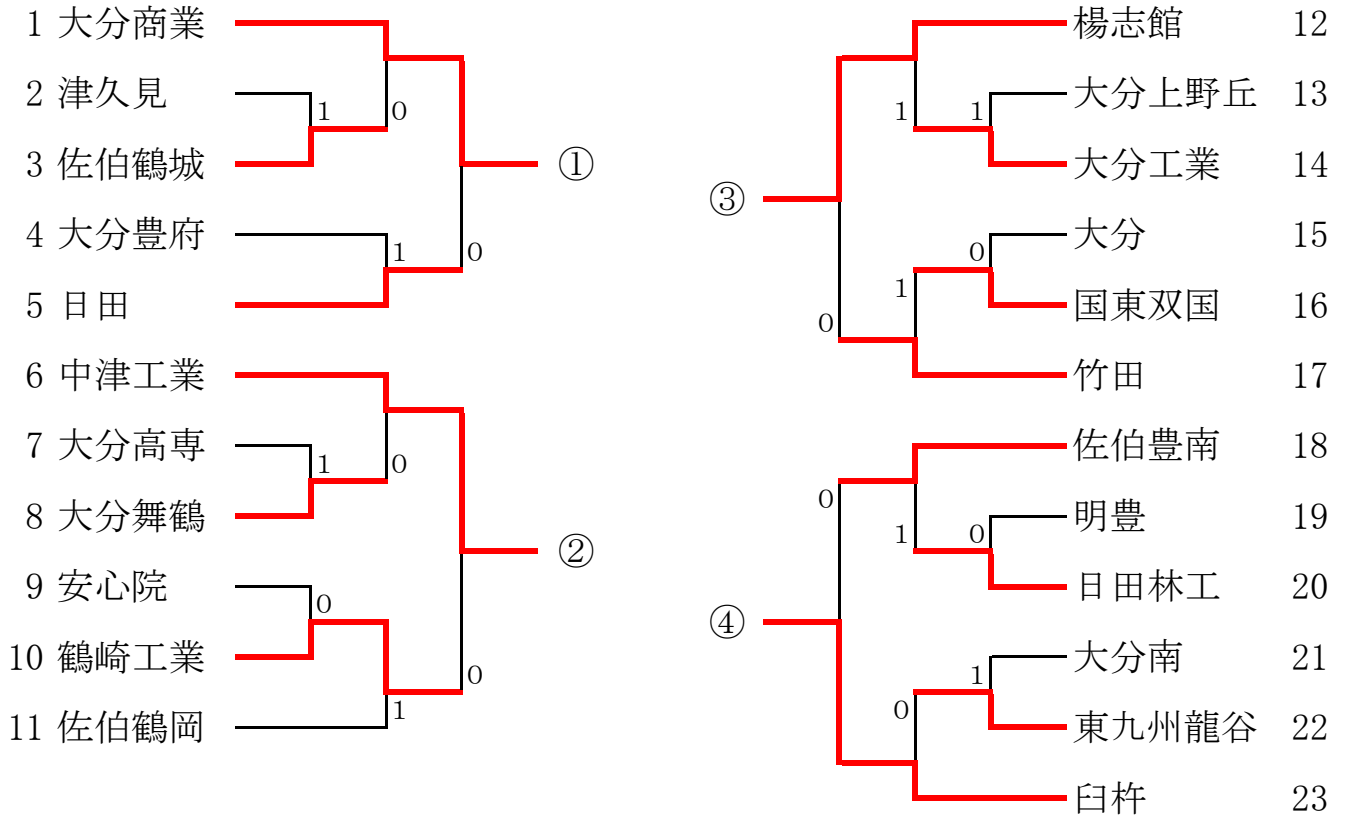 1 大分商業
2 津久見
1
0
3 佐伯鶴城
①
4 大分豊府
1
0
5 日田
6 中津工業
7 大分高専
1
0
8 大分舞鶴
②
9 安心院
0
10 鶴崎工業
0
1
11 佐伯鶴岡
楊志館 12
1
1
大分上野丘 13
大分工業 14
③
大分 15
0
1
国東双国 16
0
竹田 17
佐伯豊南 18
0
1
0
明豊 19
日田林工 20
④
大分南 21
1
0
東九州龍谷 22
臼杵 23